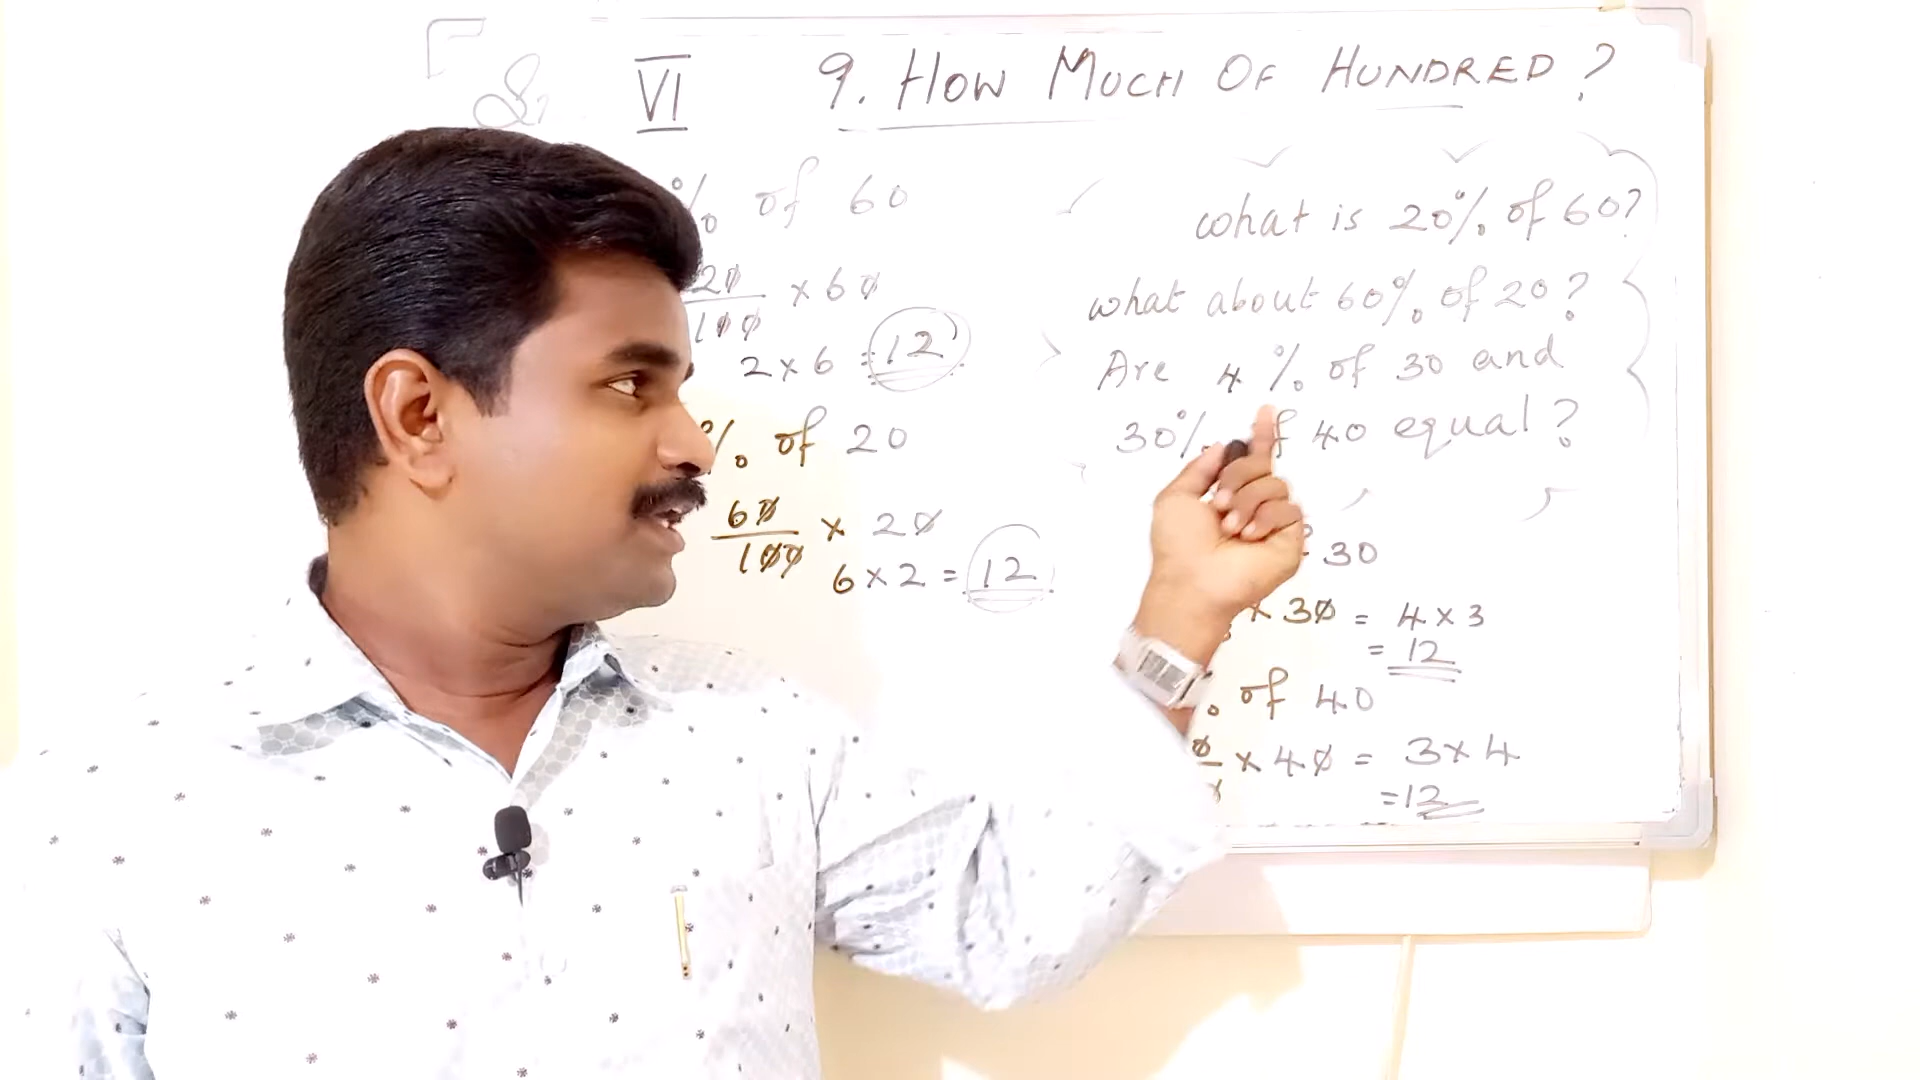 VI 9. HOW MUCH OF HUNDRED?
% of 60
20/100 × 60
2 × 6 = 12
% of 20
60/100 × 20
6 × 2 = 12
what is 20% of 60?
what about 60% of 20?
Are 4 % of 30 and
30% of 40 equal?
30
× 30 = 4 × 3
= 12
of 40
× 40 = 3 × 4
= 12